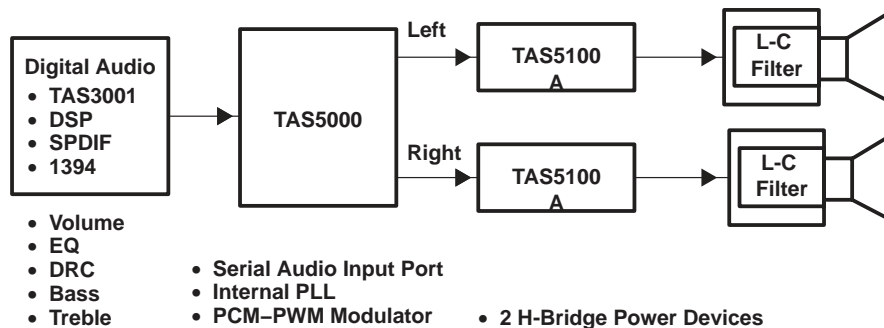 Digital Audio
• TAS3001
• DSP
• SPDIF
• 1394
• Volume
• EQ
• DRC
• Bass
• Treble
TAS5000
• Serial Audio Input Port
• Internal PLL
• PCM–PWM Modulator
Left
TAS5100
A
L-C
Filter
Right
TAS5100
A
L-C
Filter
• 2 H-Bridge Power Devices